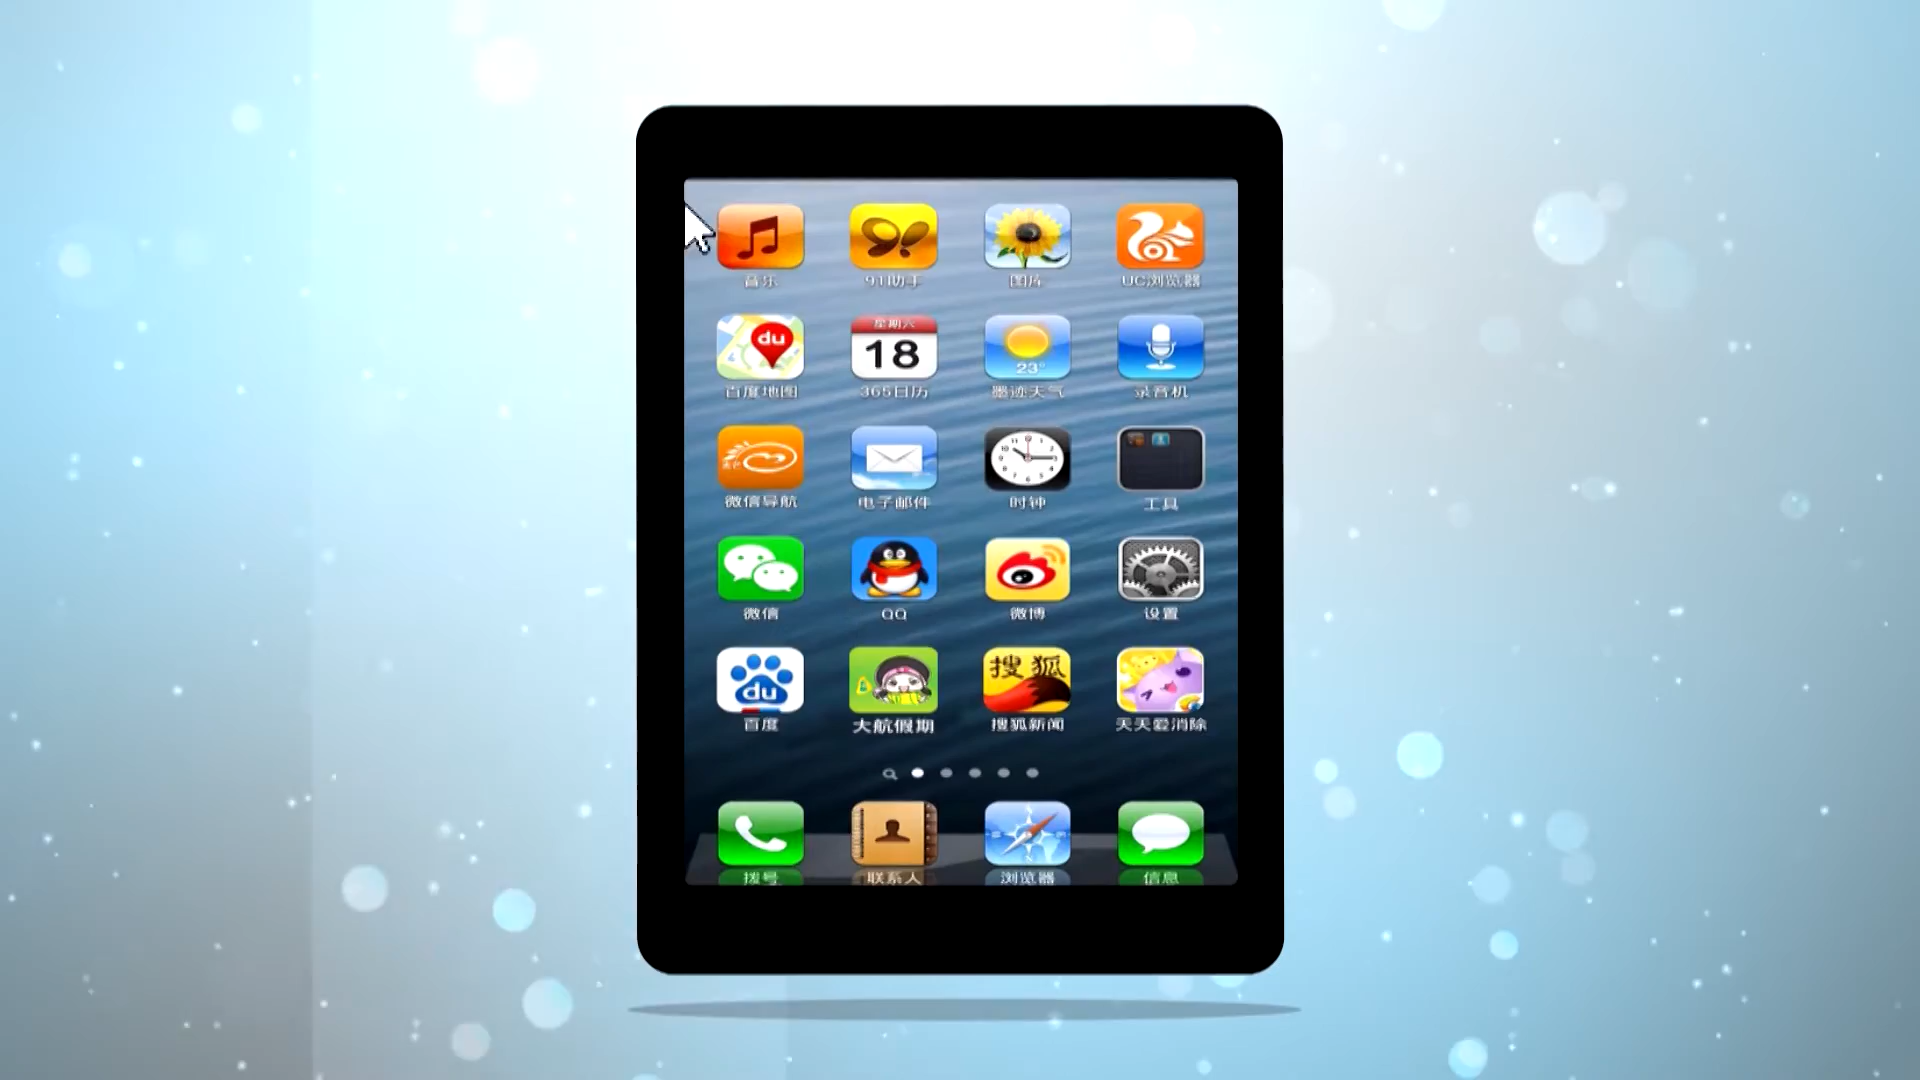 音乐
91助手
图库
UC浏览器
du
星期六
18
23°
百度地图
365日历
墨迹天气
录音机
微信导航
电子邮件
时钟
工具
微信
QQ
微博
设置
du
搜狐
百度
大航假期
搜狐新闻
天天爱消除
拨号
联系人
浏览器
信息